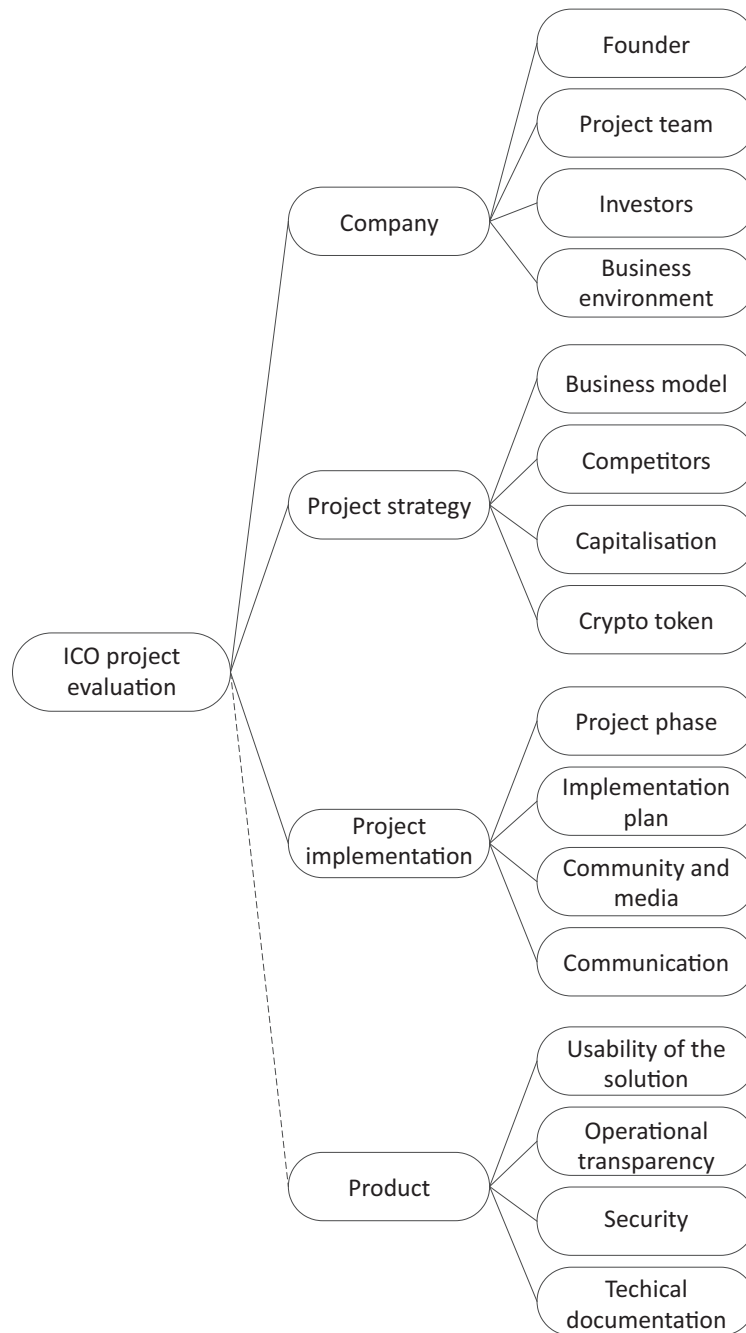 Founder
Project team
Investors
Company
Business
environment
Business model
Competitors
Project strategy
Capitalisation
Crypto token
ICO project
evaluation
Project phase
Implementation
plan
Project
implementation
Community and
media
Communication
Usability of the
solution
Operational
transparency
Product
Security
Techical
documentation